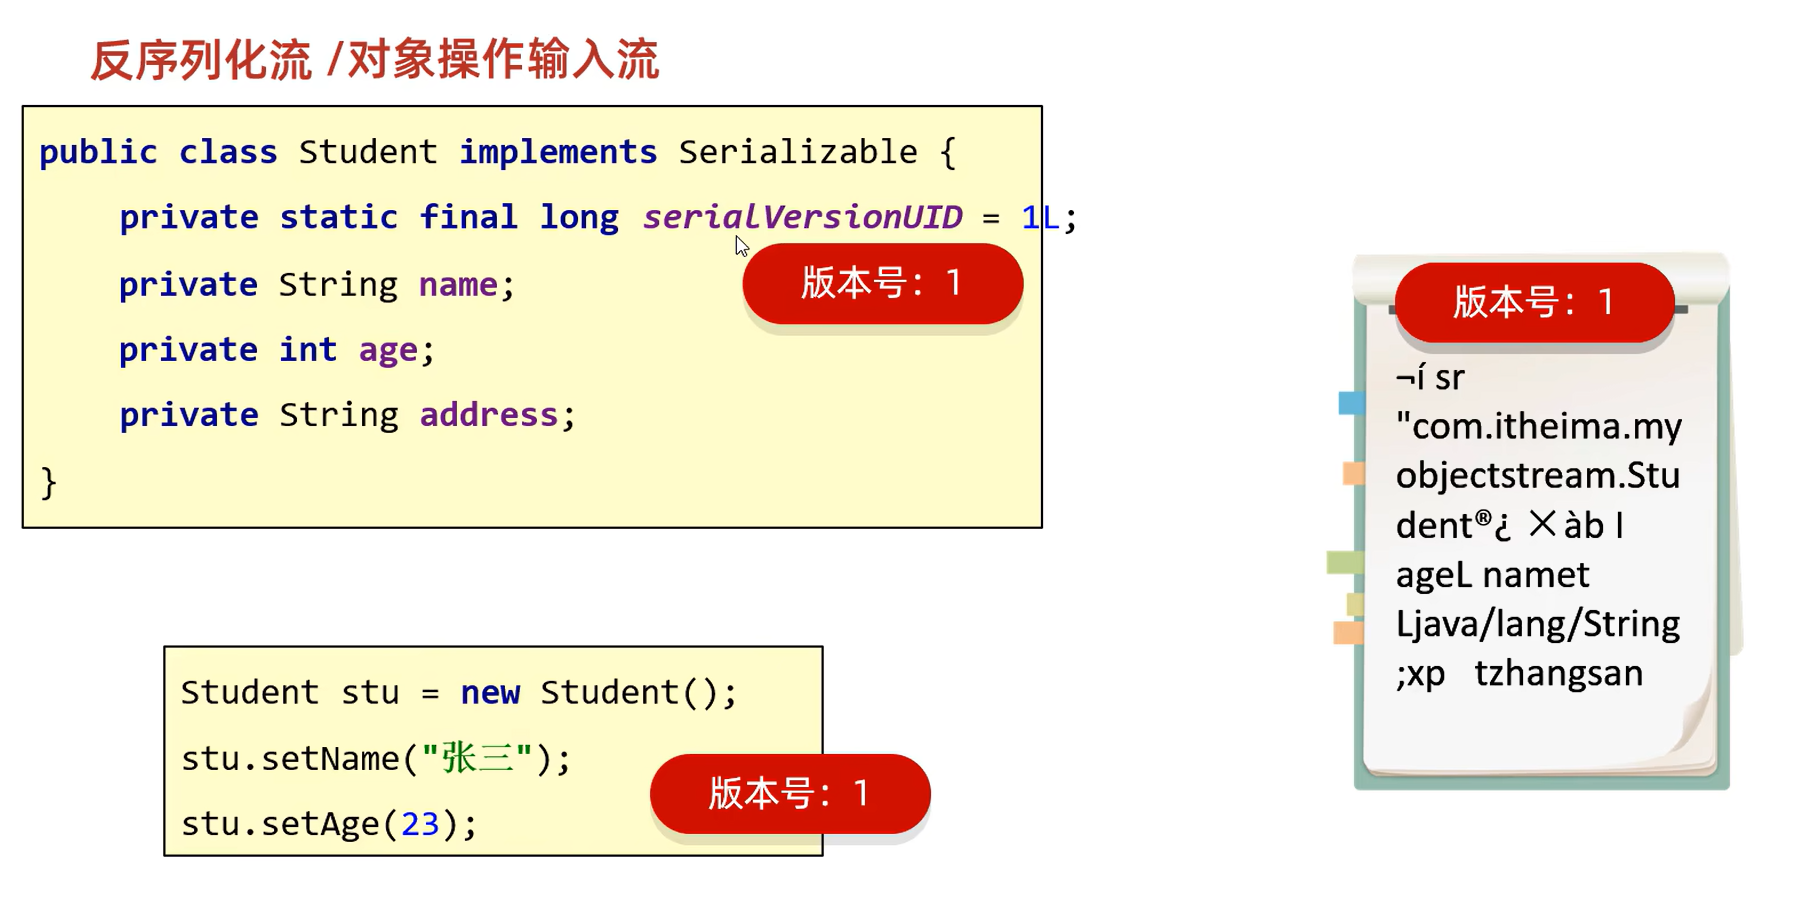 反序列化流 /对象操作输入流
public class Student implements Serializable {
private static final long serialVersionUID = 1L;
版本号：1
private String name;
private int age;
private String address;
}
Student stu = new Student();
stu.setName("张三");
版本号：1
stu.setAge(23);
版本号：1
¬í sr
"com.itheima.my
objectstream.Stu
dent®¿ ╳àb I
ageL namet
Ljava/lang/String
;xp tzhangsan